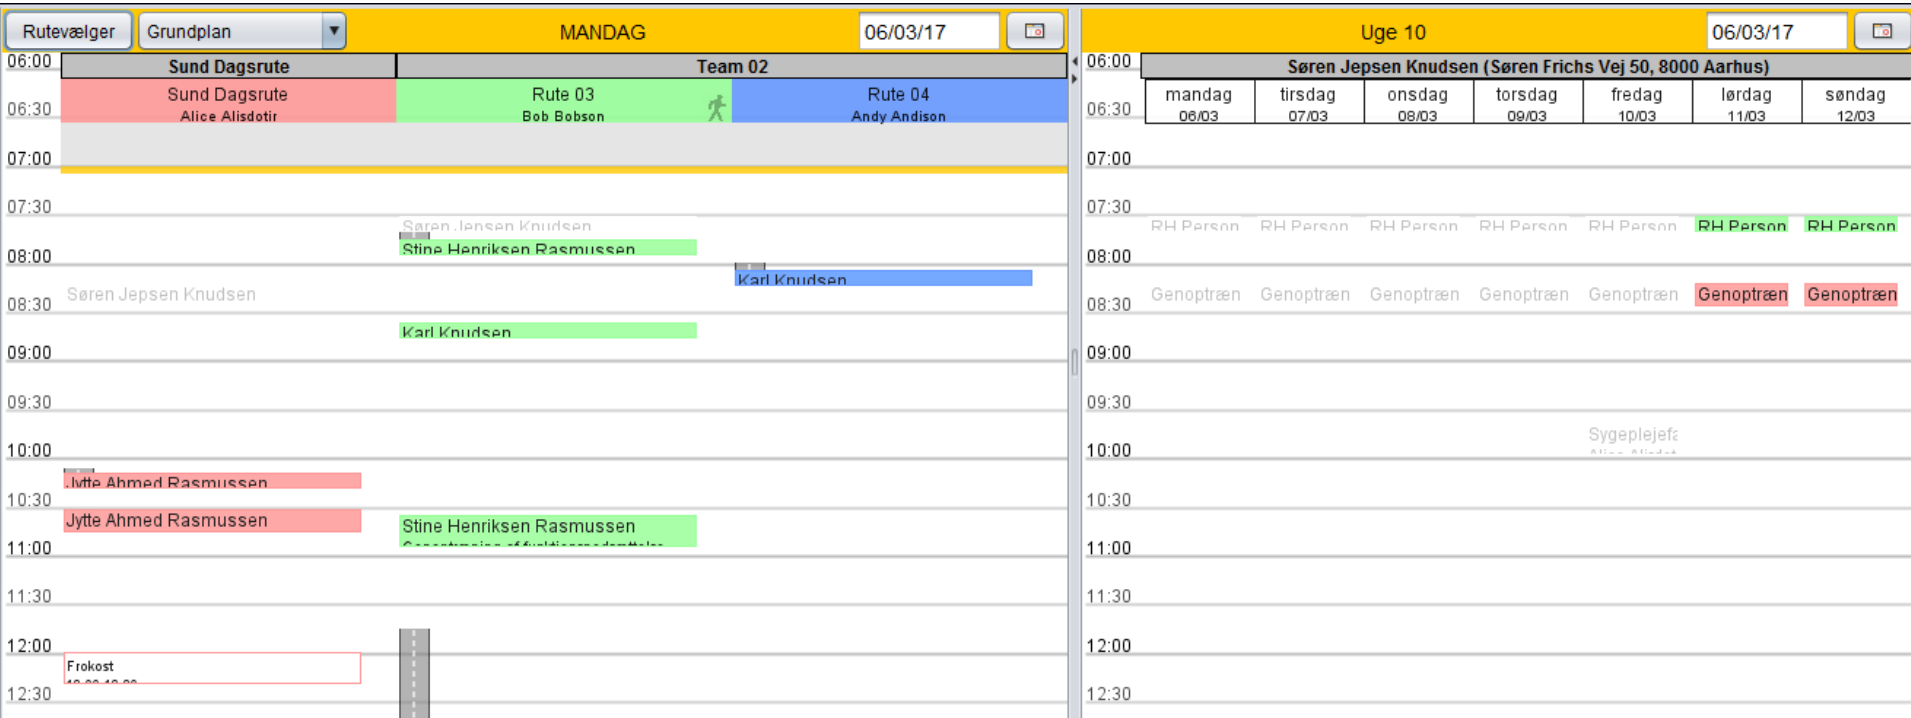 Rutevælger
Grundplan
MANDAG
06/03/17
Uge 10
06/03/17
06:00
Sund Dagsrute
Team 02
06:00
Søren Jepsen Knudsen (Søren Frichs Vej 50, 8000 Aarhus)
Sund Dagsrute
Rute 03
Rute 04
mandag
tirsdag
onsdag
torsdag
fredag
lørdag
søndag
06:30
Alice Alisdotir
Bob Bobson
Andy Andison
06:30
06/03
07/03
08/03
09/03
10/03
11/03
12/03
07:00
07:00
07:30
07:30
Søren Jepsen Knudsen
RH Person
RH Person
RH Person
RH Person
RH Person
RH Person
RH Person
Stine Henriksen Rasmussen
08:00
08:00
Karl Knudsen
Søren Jepsen Knudsen
Genoptræn
Genoptræn
Genoptræn
Genoptræn
Genoptræn
Genoptræn
Genoptræn
08:30
08:30
Karl Knudsen
09:00
09:00
09:30
09:30
Sygeplejefa
10:00
10:00
Jytte Ahmed Rasmussen
10:30
10:30
Jytte Ahmed Rasmussen
Stine Henriksen Rasmussen
11:00
11:00
11:30
11:30
12:00
12:00
Frokost
12:30
12:30